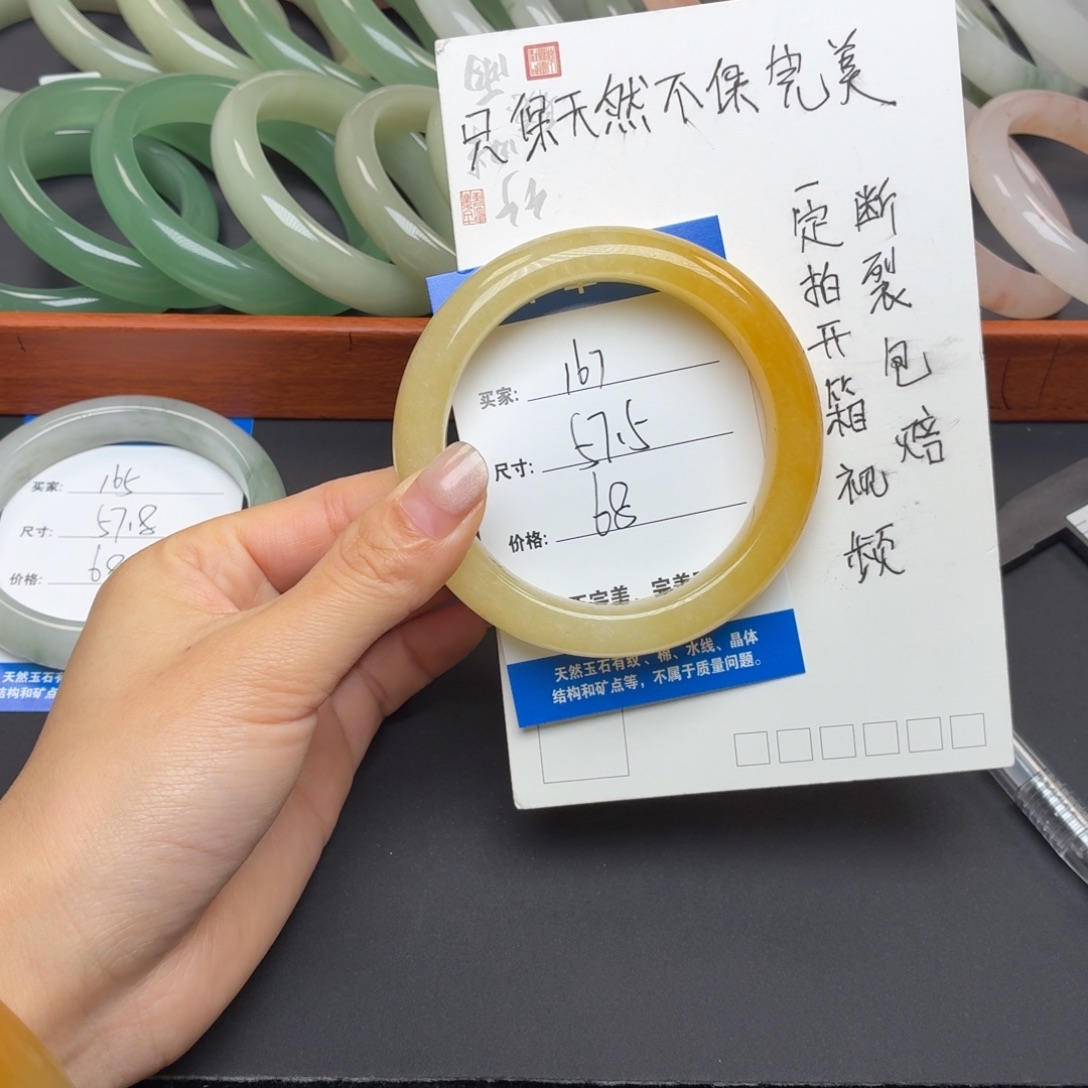 只保天然不保完美
断裂包赔
一定拍开箱视频
买家: 167
尺寸: 57.5
价格: 68
天然玉石有纹、棉、水线、晶体
结构和矿点等，不属于质量问题。
买家: 165
尺寸: 57.8
价格: 68